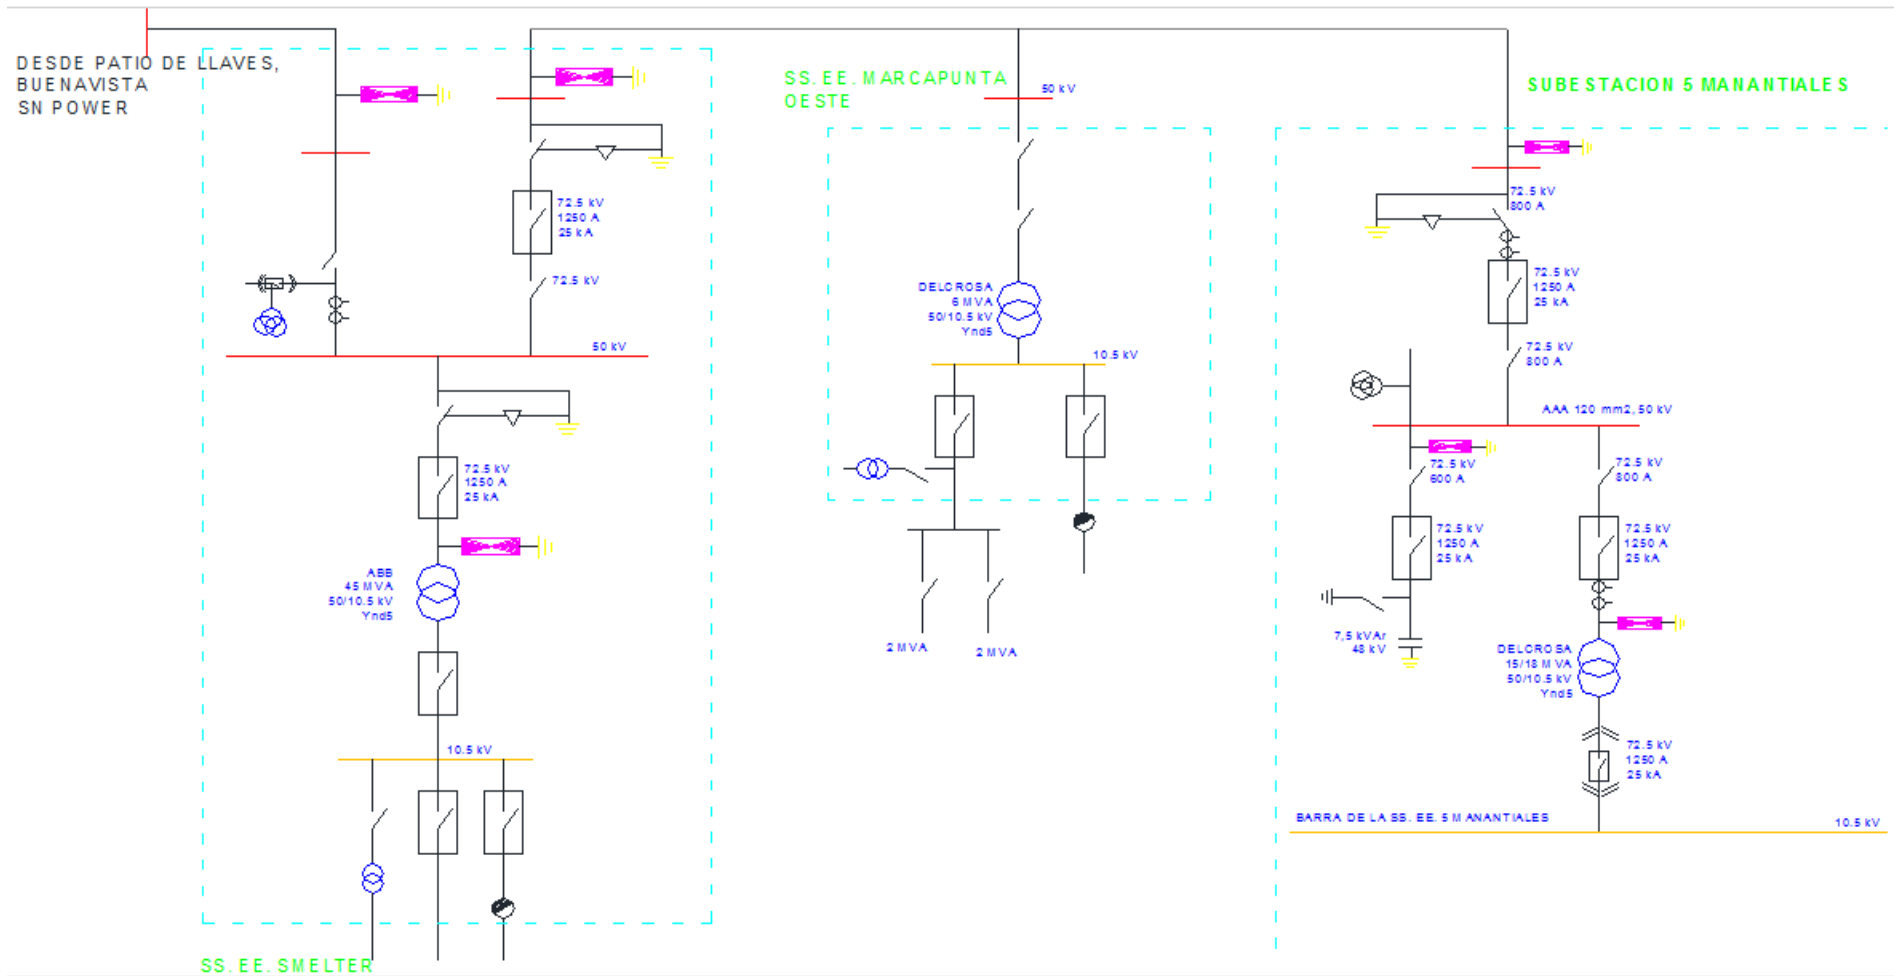 DESDE PATIO DE LLAVES,
BUENAVISTA
SN POWER
72.5 kV
1250 A
25 kA
72.5 kV
50 kV
72.5 kV
1250 A
25 kA
ABB
45 MVA
50/10.5 kV
Ynd5
10.5 kV
SS. EE. SMELTER
SS. EE. MARCAPUNTA
OESTE
50 kV
DELCROSA
6 MVA
50/10.5 kV
Ynd5
10.5 kV
2 MVA
2 MVA
SUBESTACION 5 MANANTIALES
72.5 kV
800 A
72.5 kV
1250 A
25 kA
72.5 kV
800 A
AAA 120 mm2, 50 kV
72.5 kV
600 A
72.5 kV
800 A
72.5 kV
1250 A
25 kA
72.5 kV
1250 A
25 kA
7,5 kVAr
48 kV
DELCROSA
15/18 MVA
50/10.5 kV
Ynd5
72.5 kV
1250 A
25 kA
BARRA DE LA SS. EE. 5 MANANTIALES
10.5 kV